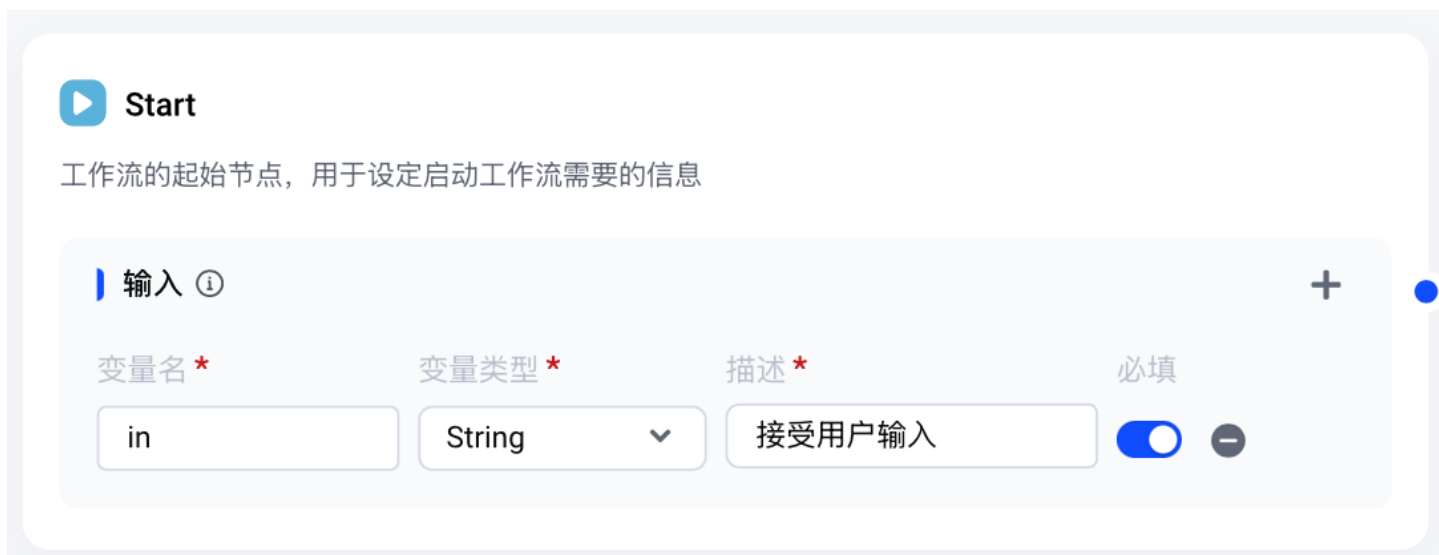 Start
工作流的起始节点，用于设定启动工作流需要的信息
输入
变量名 * 变量类型 * 描述 * 必填
in String 接受用户输入